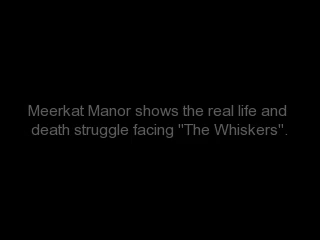 Meerkat Manor shows the real life and
death struggle facing "The Whiskers".